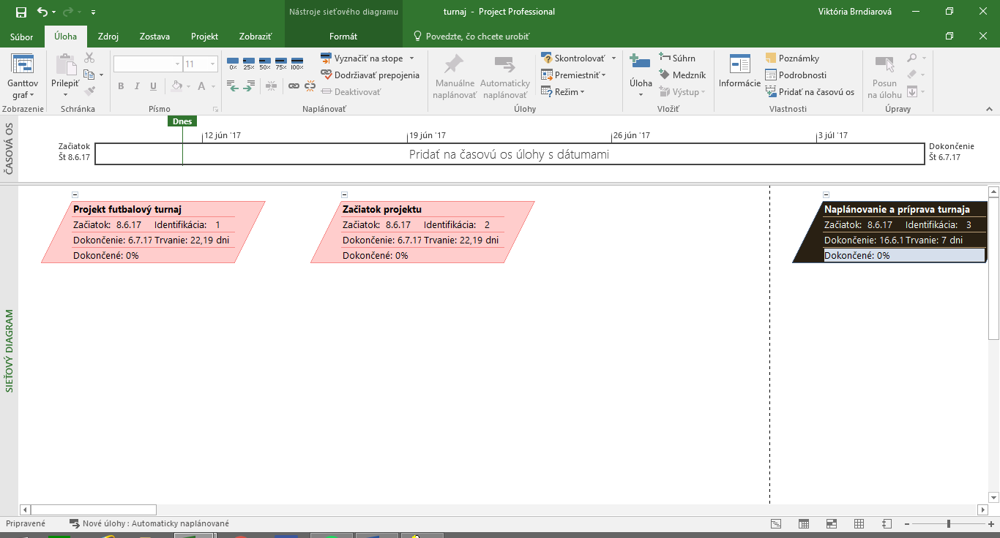 Nástroje sieťového diagramu
turnaj - Project Professional
Viktória Brndiarová
Súbor
Úloha
Zdroj
Zostava
Projekt
Zobraziť
Formát
Povedzte, čo chcete urobiť
Ganttov
graf
Zobrazenie
Prilepiť
Schránka
11
B I U
A
Písmo
0% 25% 50% 75% 100%
Vyznačiť na stope
Dodržiavať prepojenia
Deaktivovať
Naplánovať
Manuálne
naplánovať
Automaticky
naplánovať
Skontrolovať
Premiestniť
Režim
Úlohy
Úloha
Súhrn
Medzník
Výstup
Vložiť
Informácie
Poznámky
Podrobnosti
Pridať na časovú os
Vlastnosti
Posun
na úlohu
Úpravy
ČASOVÁ OS
Dnes
12 jún '17
19 jún '17
26 jún '17
3 júl '17
Začiatok
Št 8.6.17
Pridať na časovú os úlohy s dátumami
Dokončenie
Št 6.7.17
SIEŤOVÝ DIAGRAM
Projekt futbalový turnaj
Začiatok: 8.6.17 Identifikácia: 1
Dokončenie: 6.7.17 Trvanie: 22,19 dni
Dokončené: 0%
Začiatok projektu
Začiatok: 8.6.17 Identifikácia: 2
Dokončenie: 6.7.17 Trvanie: 22,19 dni
Dokončené: 0%
Naplánovanie a príprava turnaja
Začiatok: 8.6.17 Identifikácia: 3
Dokončenie: 16.6.1 Trvanie: 7 dni
Dokončené: 0%
Pripravené
Nové úlohy : Automaticky naplánované